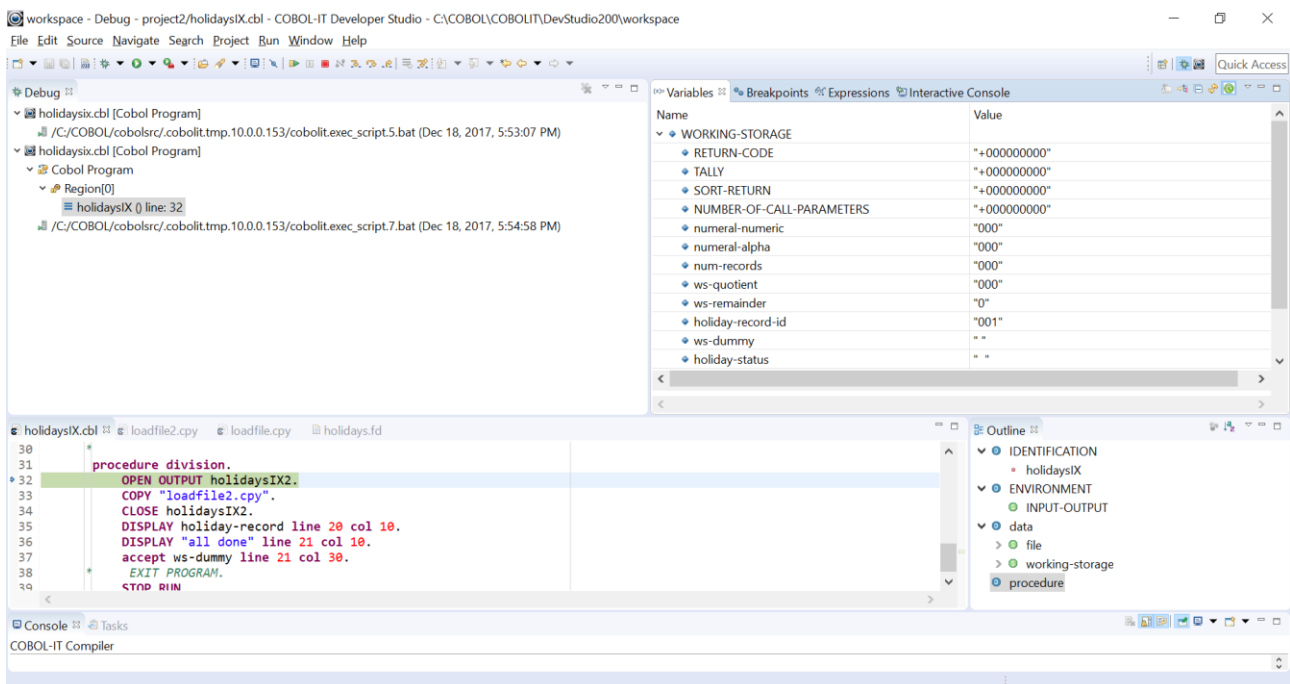 workspace - Debug - project2/holidaysIX.cbl - COBOL-IT Developer Studio - C:\COBOL\COBOLIT\DevStudio200\workspace
File Edit Source Navigate Search Project Run Window Help
Quick Access
Debug
holidaysix.cbl [Cobol Program]
/C:/COBOL/cobolsrc/.cobolit.tmp.10.0.0.153/cobolit.exec_script.5.bat (Dec 18, 2017, 5:53:07 PM)
holidaysix.cbl [Cobol Program]
Cobol Program
Region[0]
holidaysIX () line: 32
/C:/COBOL/cobolsrc/.cobolit.tmp.10.0.0.153/cobolit.exec_script.7.bat (Dec 18, 2017, 5:54:58 PM)
Variables Breakpoints Expressions Interactive Console
Name Value
WORKING-STORAGE
RETURN-CODE "+000000000"
TALLY "+000000000"
SORT-RETURN "+000000000"
NUMBER-OF-CALL-PARAMETERS "+000000000"
numeral-numeric "000"
numeral-alpha "000"
num-records "000"
ws-quotient "000"
ws-remainder "0"
holiday-record-id "001"
ws-dummy " "
holiday-status "  "
holidaysIX.cbl loadfile2.cpy loadfile.cpy holidays.fd
30 *
31 procedure division.
32 OPEN OUTPUT holidaysIX2.
33 COPY "loadfile2.cpy".
34 CLOSE holidaysIX2.
35 DISPLAY holiday-record line 20 col 10.
36 DISPLAY "all done" line 21 col 10.
37 accept ws-dummy line 21 col 30.
38 * EXIT PROGRAM.
39 STOP RUN
Outline
IDENTIFICATION
holidaysIX
ENVIRONMENT
INPUT-OUTPUT
data
file
working-storage
procedure
Console Tasks
COBOL-IT Compiler